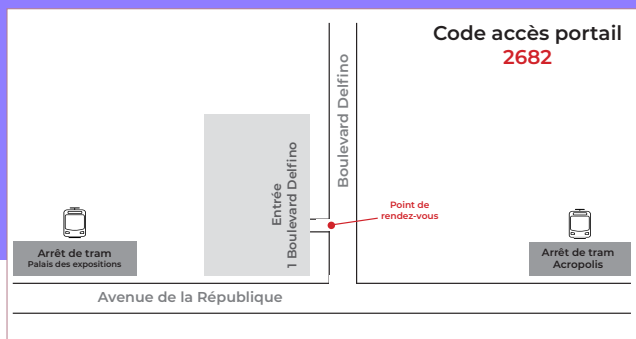 Code accès portail
2682
Boulevard Delfino
Entrée
1 Boulevard Delfino
Point de
rendez-vous
Arrêt de tram
Palais des expositions
Arrêt de tram
Acropolis
Avenue de la République